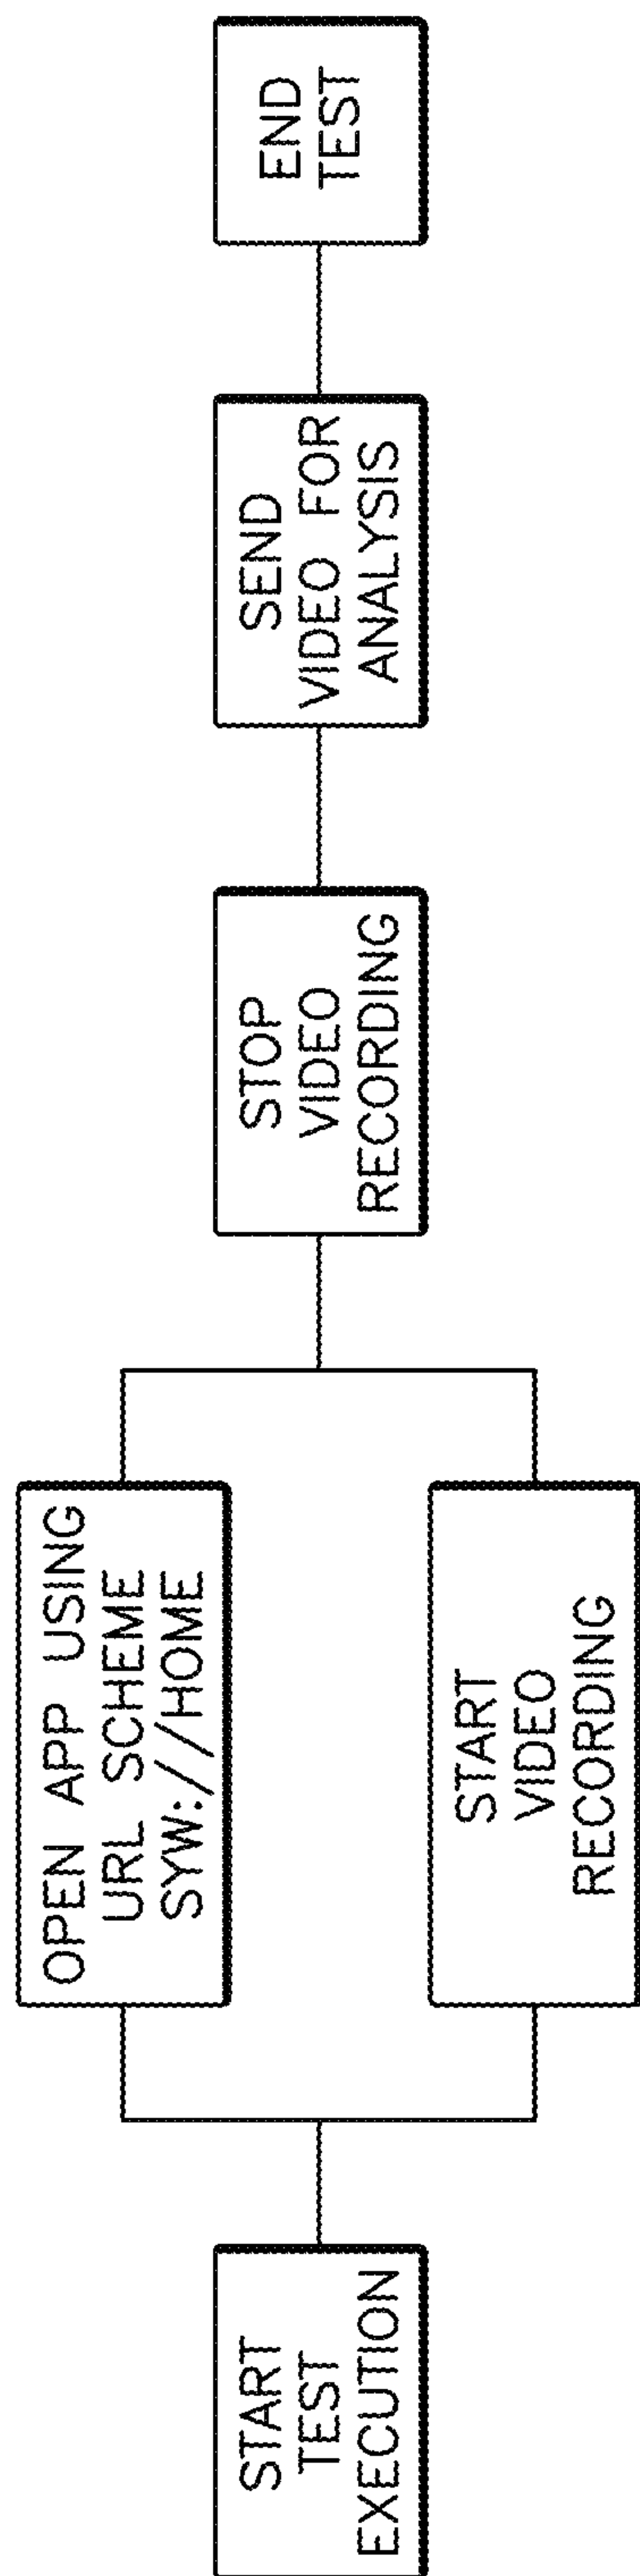 START
TEST
EXECUTION
OPEN APP USING
URL SCHEME
SYW://HOME
START
VIDEO
RECORDING
STOP
VIDEO
RECORDING
SEND
VIDEO FOR
ANALYSIS
END
TEST